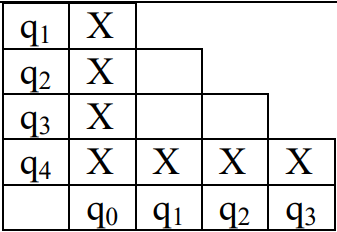 q₁ X
q₂ X
q₃ X
q₄ X X X X
q₀ q₁ q₂ q₃